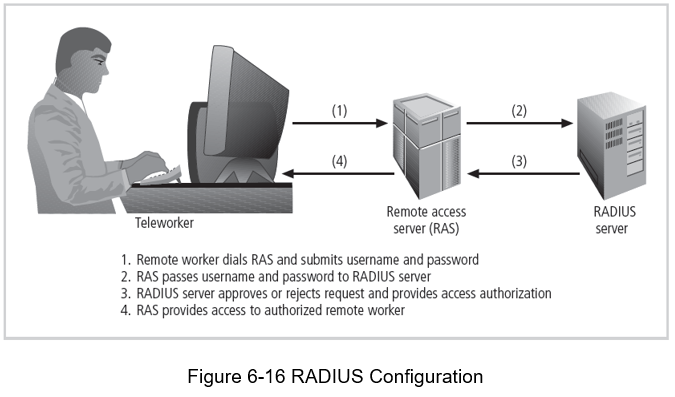 (1)
(2)
(4)
(3)
Teleworker
Remote access
server (RAS)
RADIUS
server
1. Remote worker dials RAS and submits username and password
2. RAS passes username and password to RADIUS server
3. RADIUS server approves or rejects request and provides access authorization
4. RAS provides access to authorized remote worker
Figure 6-16 RADIUS Configuration